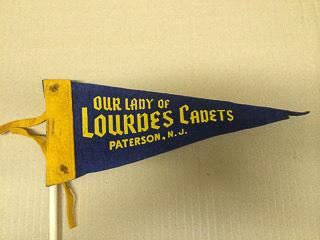 OUR LADY OF
LOURDES CADETS
PATERSON, N.J.